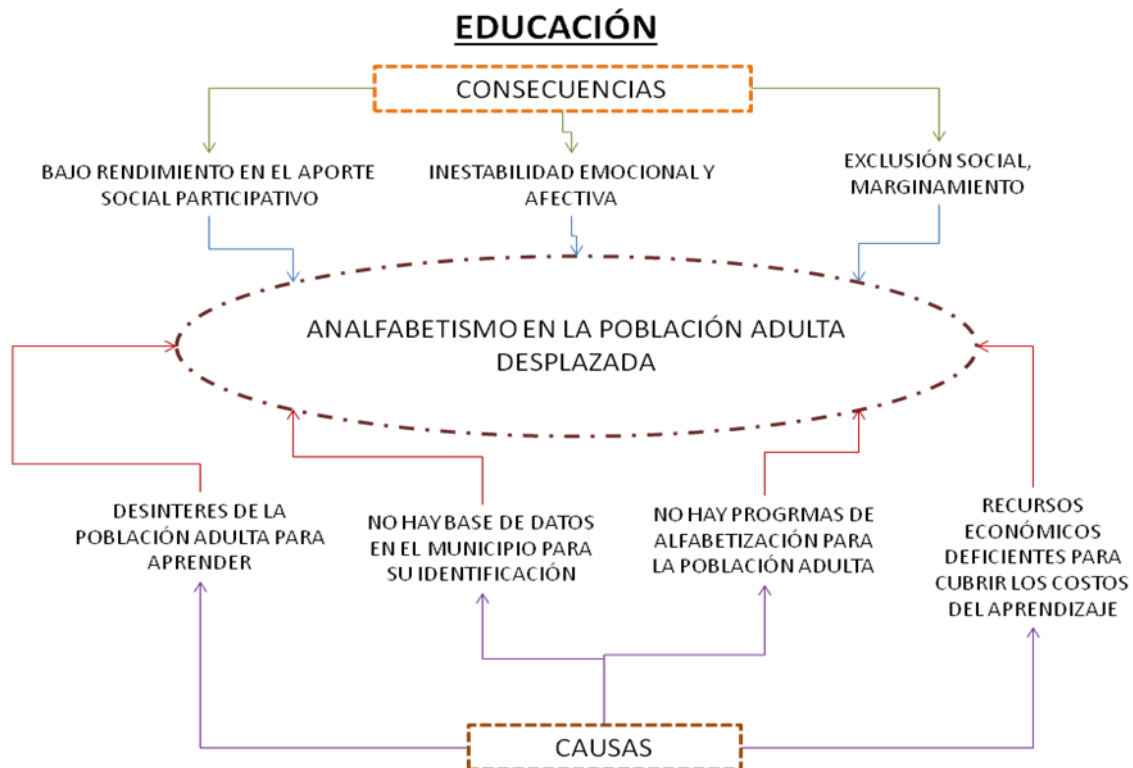 EDUCACIÓN
CONSECUENCIAS
BAJO RENDIMIENTO EN EL APORTE
SOCIAL PARTICIPATIVO
INESTABILIDAD EMOCIONAL Y
AFECTIVA
EXCLUSIÓN SOCIAL,
MARGINAMIENTO
ANALFABETISMO EN LA POBLACIÓN ADULTA
DESPLAZADA
DESINTERES DE LA
POBLACIÓN ADULTA PARA
APRENDER
NO HAY BASE DE DATOS
EN EL MUNICIPIO PARA
SU IDENTIFICACIÓN
NO HAY PROGRMAS DE
ALFABETIZACIÓN PARA
LA POBLACIÓN ADULTA
RECURSOS
ECONÓMICOS
DEFICIENTES PARA
CUBRIR LOS COSTOS
DEL APRENDIZAJE
CAUSAS